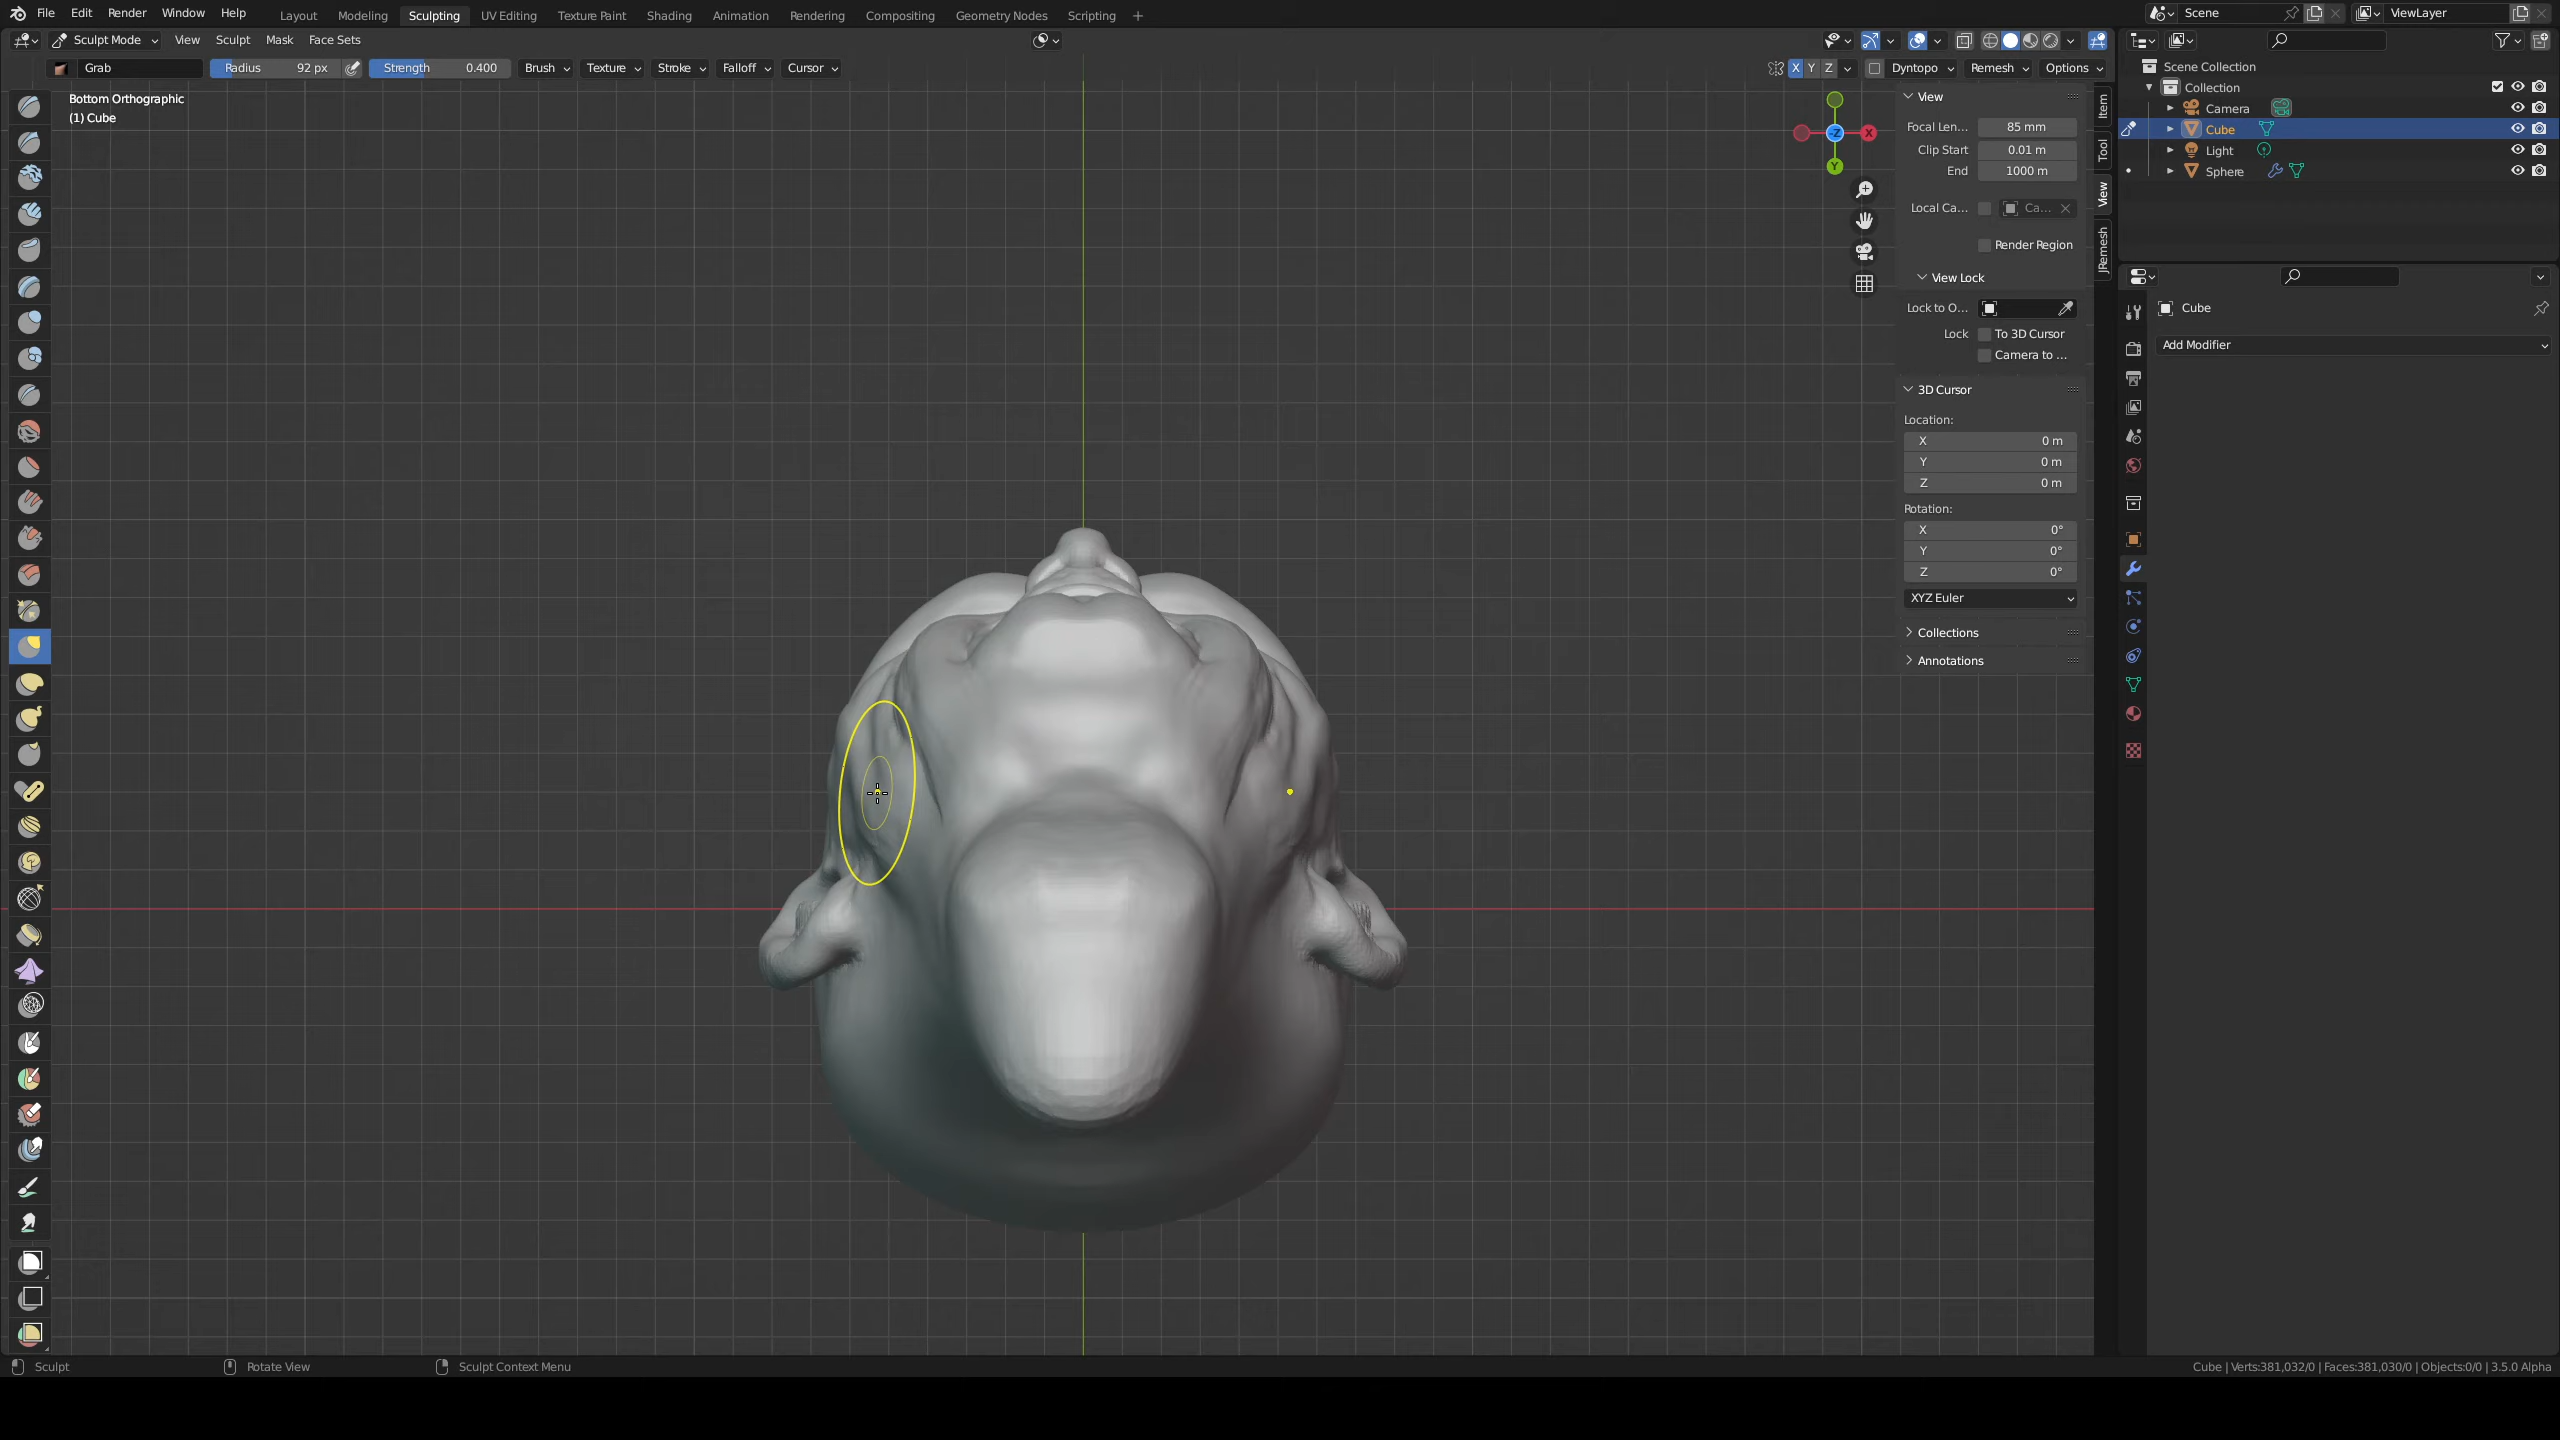 File Edit Render Window Help Layout Modeling Sculpting UV Editing Texture Paint Shading Animation Rendering Compositing Geometry Nodes Scripting + Scene ViewLayer
Sculpt Mode View Sculpt Mask Face Sets
Grab Radius 92 px Strength 0.400 Brush Texture Stroke Falloff Cursor X Y Z Dyntopo Remesh Options
Bottom Orthographic
(1) Cube
-Z X
Y
View
Focal Len... 85 mm
Clip Start 0.01 m
End 1000 m
Local Ca... Ca...
Render Region
View Lock
Lock to O...
Lock To 3D Cursor
Camera to ...
3D Cursor
Location:
X 0 m
Y 0 m
Z 0 m
Rotation:
X 0°
Y 0°
Z 0°
XYZ Euler
Collections
Annotations
Item
Tool
View
JRemesh
Scene Collection
Collection
Camera
Cube
Light
Sphere
Cube
Add Modifier
Sculpt Rotate View Sculpt Context Menu Cube | Verts:381,032/0 | Faces:381,030/0 | Objects:0/0 | 3.5.0 Alpha